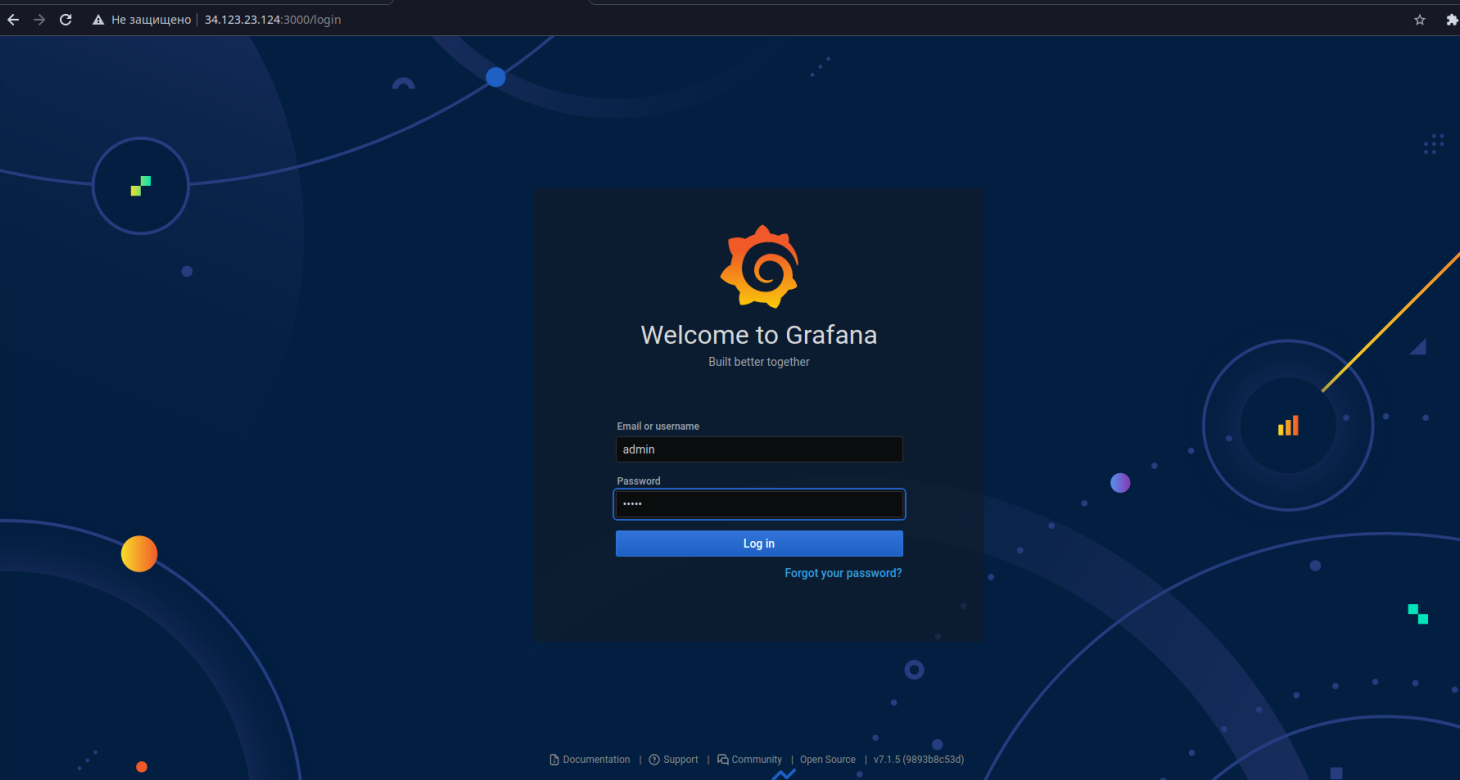 Не защищено 34.123.23.124:3000/login
Welcome to Grafana
Built better together
Email or username
admin
Password
•••••
Log in
Forgot your password?
Documentation | Support | Community | Open Source | v7.1.5 (9893b8c53d)